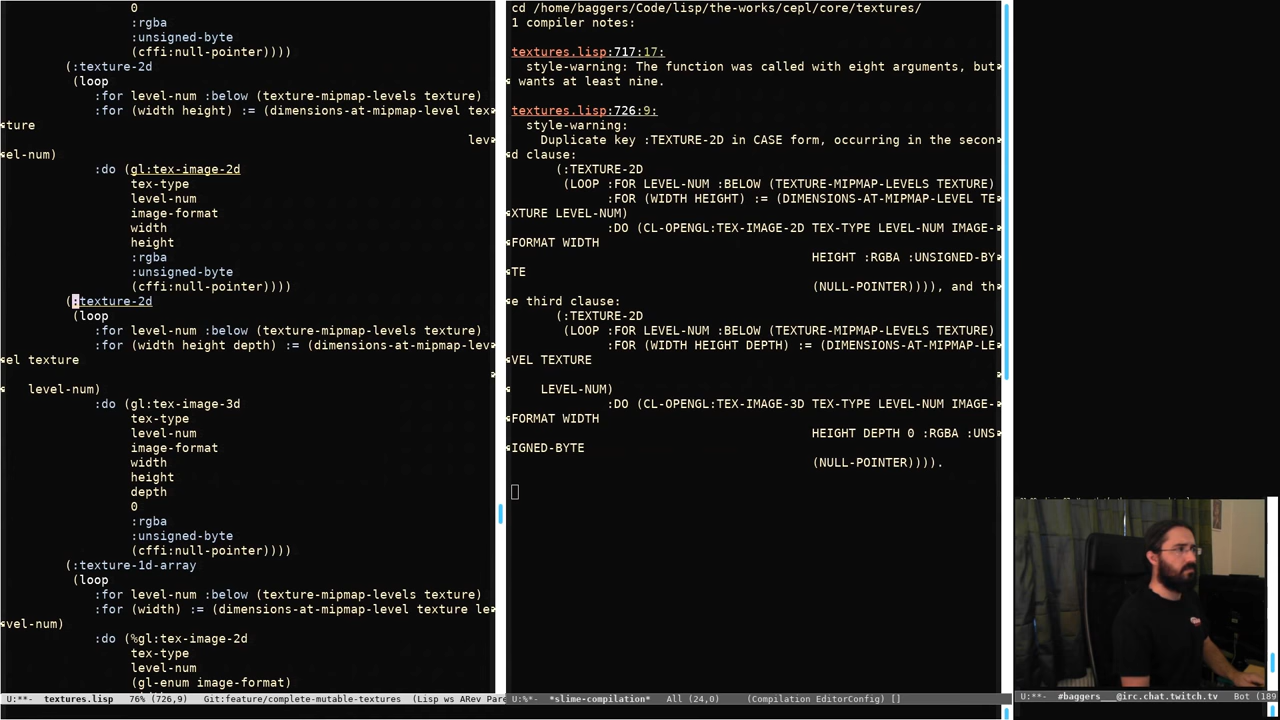 0
:rgba
:unsigned-byte
(cffi:null-pointer))))
(:texture-2d
(loop
:for level-num :below (texture-mipmap-levels texture)
:for (width height) := (dimensions-at-mipmap-level tex
ture
lev
el-num)
:do (gl:tex-image-2d
tex-type
level-num
image-format
width
height
:rgba
:unsigned-byte
(cffi:null-pointer))))
(:texture-2d
(loop
:for level-num :below (texture-mipmap-levels texture)
:for (width height depth) := (dimensions-at-mipmap-lev
el texture
level-num)
:do (gl:tex-image-3d
tex-type
level-num
image-format
width
height
depth
0
:rgba
:unsigned-byte
(cffi:null-pointer))))
(:texture-1d-array
(loop
:for level-num :below (texture-mipmap-levels texture)
:for (width) := (dimensions-at-mipmap-level texture le
vel-num)
:do (%gl:tex-image-2d
tex-type
level-num
(gl-enum image-format)
U:**-  textures.lisp   76% (726,9)   Git:feature/complete-mutable-textures  (Lisp ws ARev Pare
cd /home/baggers/Code/lisp/the-works/cepl/core/textures/
1 compiler notes:
textures.lisp:717:17:
style-warning: The function was called with eight arguments, but
wants at least nine.
textures.lisp:726:9:
style-warning:
Duplicate key :TEXTURE-2D in CASE form, occurring in the secon
d clause:
(:TEXTURE-2D
(LOOP :FOR LEVEL-NUM :BELOW (TEXTURE-MIPMAP-LEVELS TEXTURE)
:FOR (WIDTH HEIGHT) := (DIMENSIONS-AT-MIPMAP-LEVEL TE
XTURE LEVEL-NUM)
:DO (CL-OPENGL:TEX-IMAGE-2D TEX-TYPE LEVEL-NUM IMAGE-
FORMAT WIDTH
HEIGHT :RGBA :UNSIGNED-BY
TE
(NULL-POINTER)))), and th
e third clause:
(:TEXTURE-2D
(LOOP :FOR LEVEL-NUM :BELOW (TEXTURE-MIPMAP-LEVELS TEXTURE)
:FOR (WIDTH HEIGHT DEPTH) := (DIMENSIONS-AT-MIPMAP-LE
VEL TEXTURE
LEVEL-NUM)
:DO (CL-OPENGL:TEX-IMAGE-3D TEX-TYPE LEVEL-NUM IMAGE-
FORMAT WIDTH
HEIGHT DEPTH 0 :RGBA :UNS
IGNED-BYTE
(NULL-POINTER)))).
U:%*-  *slime-compilation*   All (24,0)    (Compilation EditorConfig) []
U:**-  #baggers___@irc.chat.twitch.tv   Bot (189